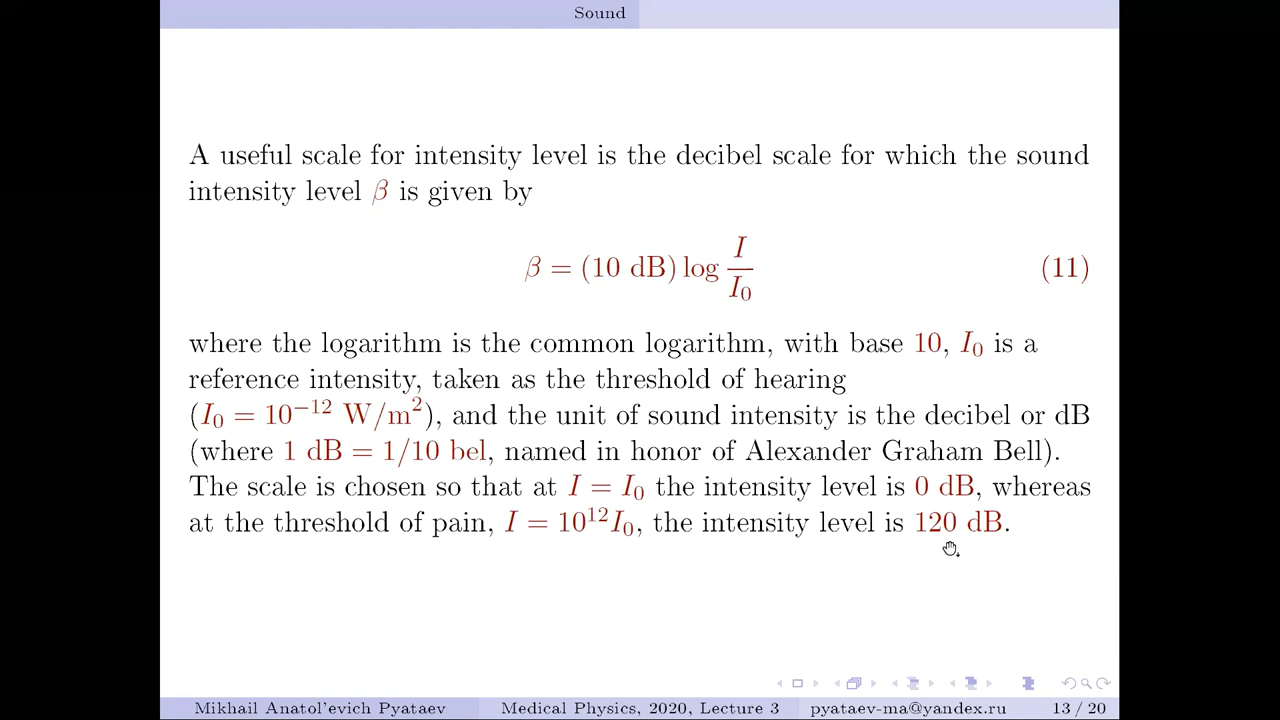 Sound
A useful scale for intensity level is the decibel scale for which the sound
intensity level β is given by
β = (10 dB) log I/I₀ (11)
where the logarithm is the common logarithm, with base 10, I₀ is a
reference intensity, taken as the threshold of hearing
(I₀ = 10⁻¹² W/m²), and the unit of sound intensity is the decibel or dB
(where 1 dB = 1/10 bel, named in honor of Alexander Graham Bell).
The scale is chosen so that at I = I₀ the intensity level is 0 dB, whereas
at the threshold of pain, I = 10¹²I₀, the intensity level is 120 dB.
Mikhail Anatol'evich Pyataev Medical Physics, 2020, Lecture 3 pyataev-ma@yandex.ru 13 / 20